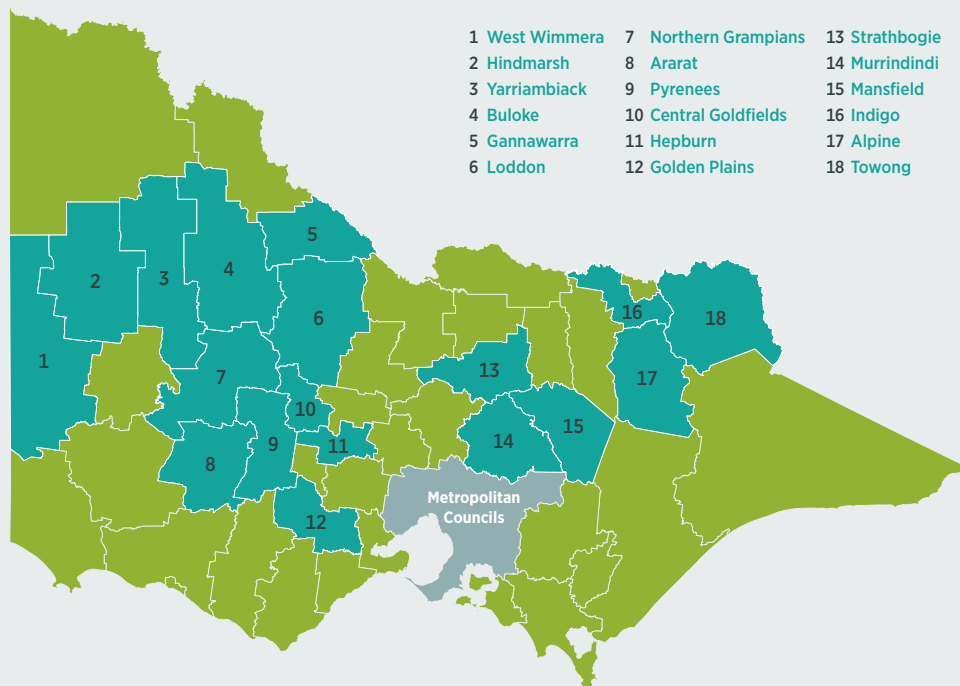 1 West Wimmera
2 Hindmarsh
3 Yarriambiack
4 Buloke
5 Gannawarra
6 Loddon
7 Northern Grampians
8 Ararat
9 Pyrenees
10 Central Goldfields
11 Hepburn
12 Golden Plains
13 Strathbogie
14 Murrindindi
15 Mansfield
16 Indigo
17 Alpine
18 Towong
5
4
3
2
16
18
6
1
13
7
17
10
15
14
9
11
8
Metropolitan
Councils
12